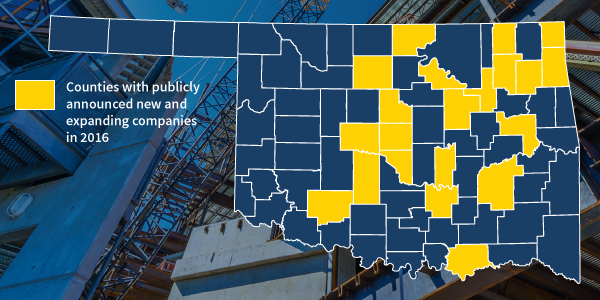 Counties with publicly
announced new and
expanding companies
in 2016